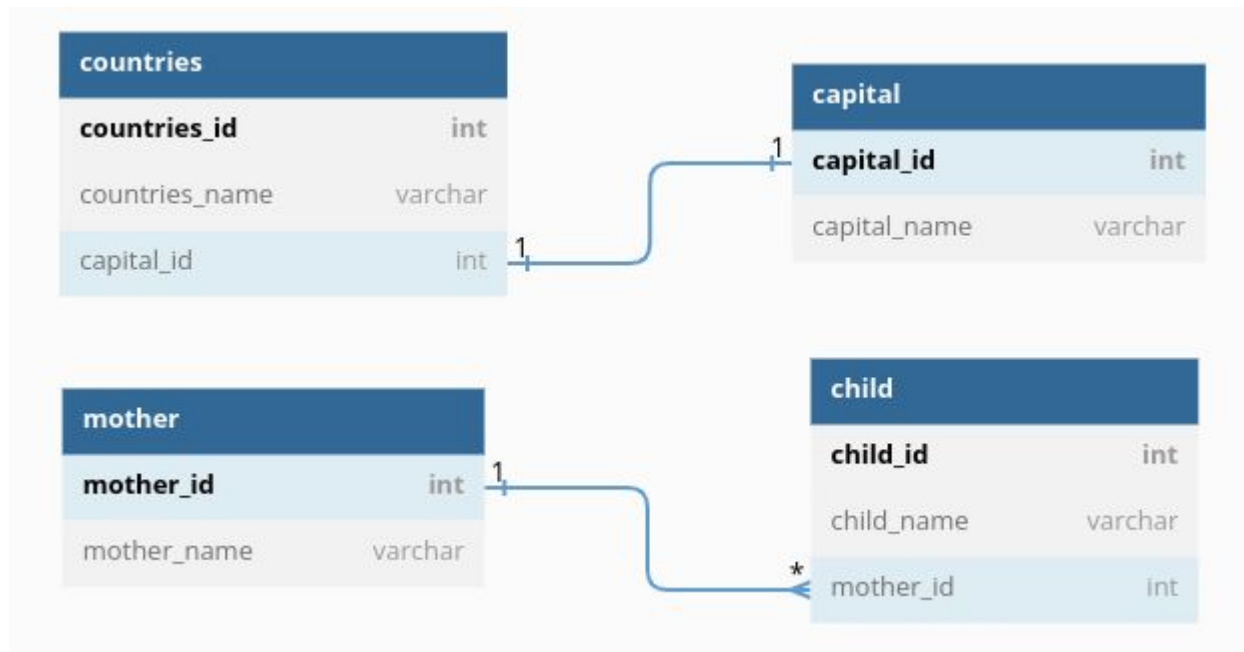 countries
countries_id int
countries_name varchar
capital_id int
1
capital
1
capital_id int
capital_name varchar
mother
mother_id int
1
mother_name varchar
child
child_id int
child_name varchar
*
mother_id int